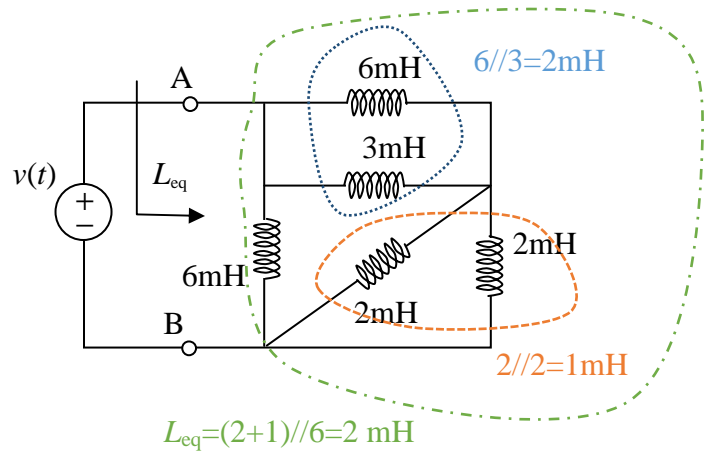 A
6mH
6//3=2mH
3mH
v(t)
+
−
Leq
6mH
2mH
2mH
B
2//2=1mH
Leq=(2+1)//6=2 mH